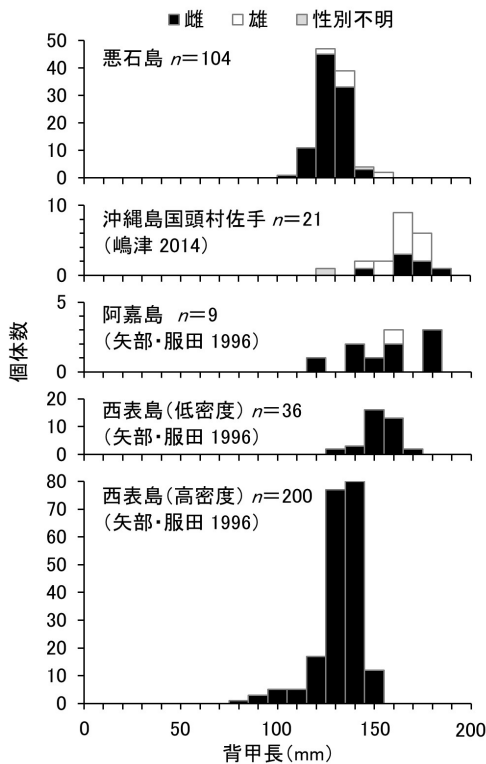 雌 雄 性別不明
悪石島 n=104
50
40
30
20
10
0
沖縄島国頭村佐手 n=21
（嶋津 2014）
10
5
0
阿嘉島 n=9
（矢部・服田 1996）
5
0
個体数
西表島（低密度） n=36
（矢部・服田 1996）
20
10
0
西表島（高密度） n=200
（矢部・服田 1996）
80
70
60
50
40
30
20
10
0
0 50 100 150 200
背甲長（mm）